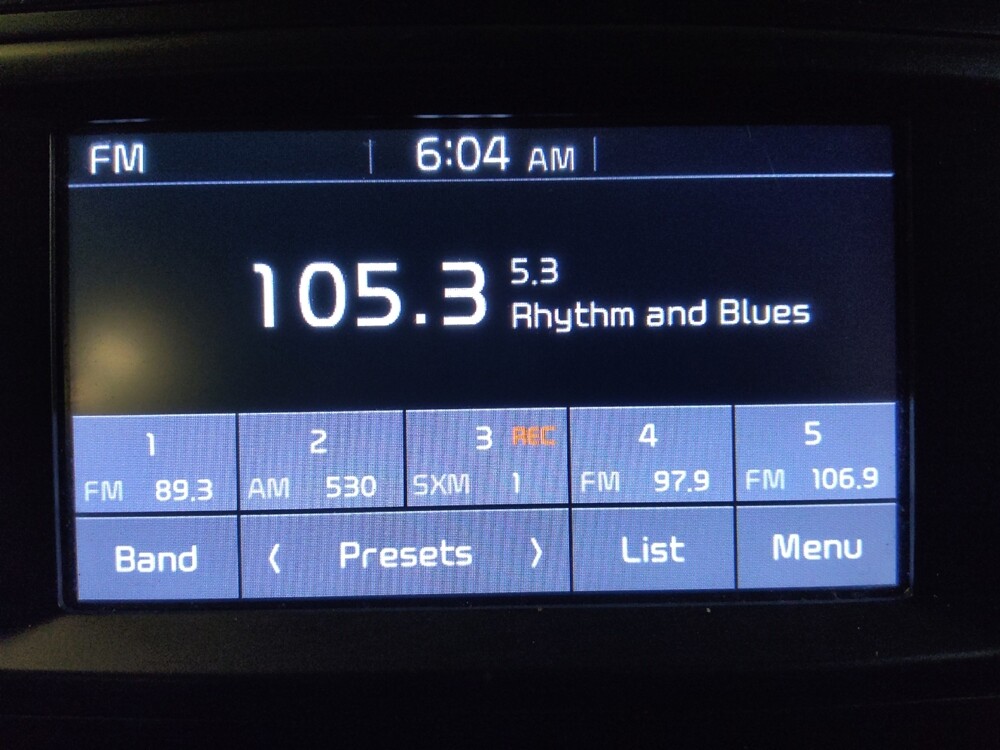 FM 6:04 AM
5.3
105.3 Rhythm and Blues
1 2 3 REC 4 5
FM 89.3 AM 530 SXM 1 FM 97.9 FM 106.9
Band ⟨ Presets ⟩ List Menu